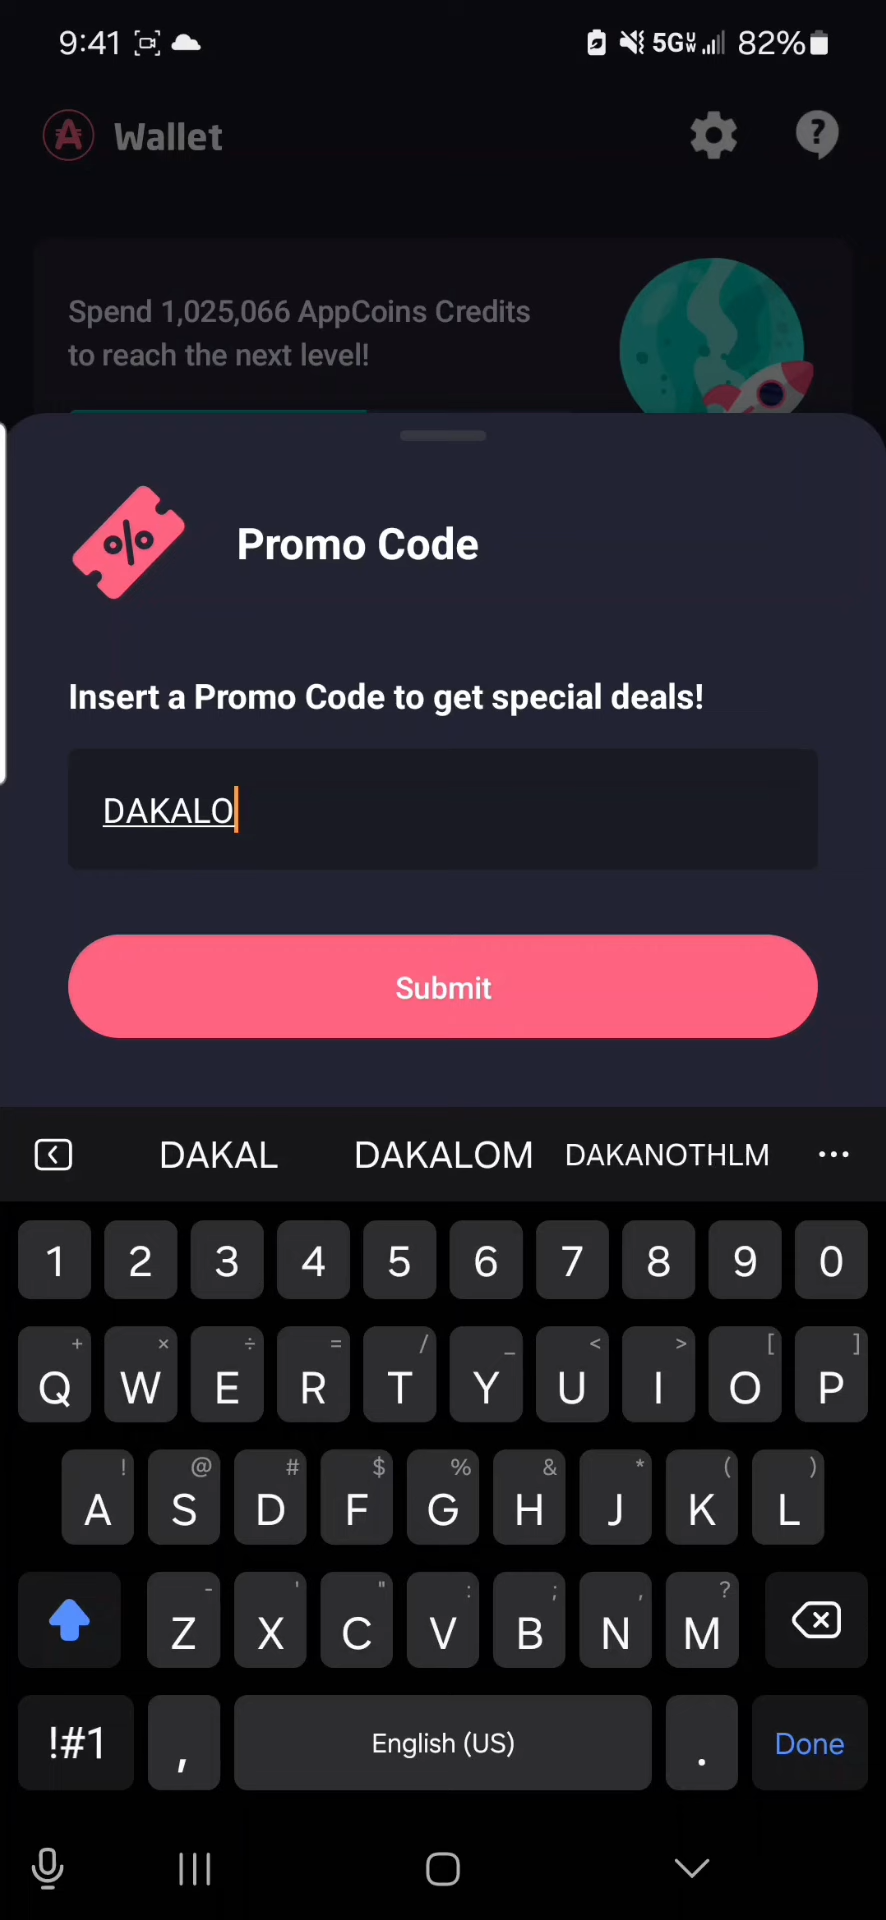 9:41 5G UW 82%
Wallet
Spend 1,025,066 AppCoins Credits
to reach the next level!
Promo Code
Insert a Promo Code to get special deals!
DAKALO
Submit
DAKAL DAKALOM DAKANOTHLM ...
1 2 3 4 5 6 7 8 9 0
+ × ÷ = / _ < > [ ]
Q W E R T Y U I O P
! @ # $ % & * ( )
A S D F G H J K L
- ' " : ; , ?
Z X C V B N M
!#1 , English (US) . Done